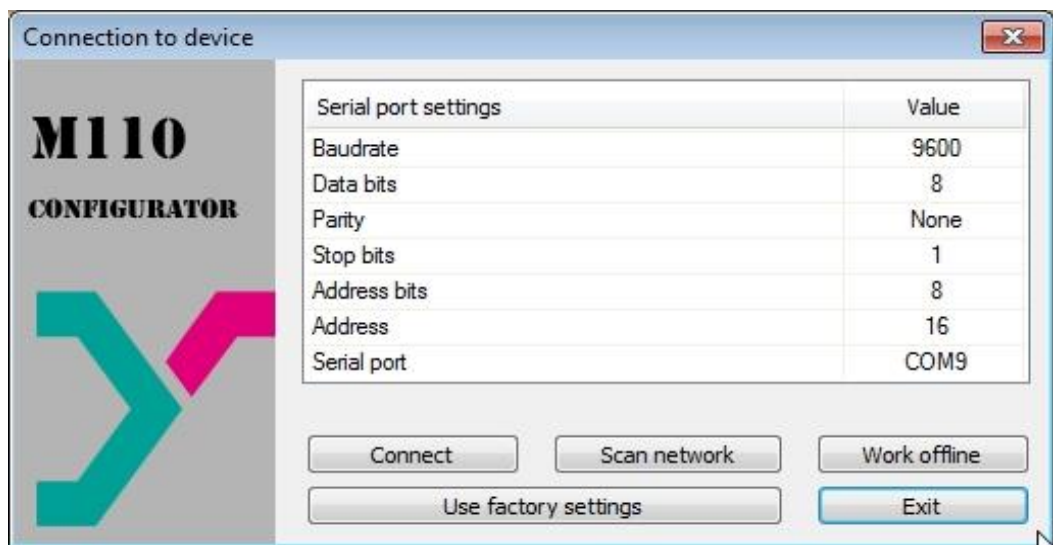 Connection to device
M110
CONFIGURATOR
Serial port settings Value
Baudrate 9600
Data bits 8
Parity None
Stop bits 1
Address bits 8
Address 16
Serial port COM9
Connect Scan network Work offline
Use factory settings Exit